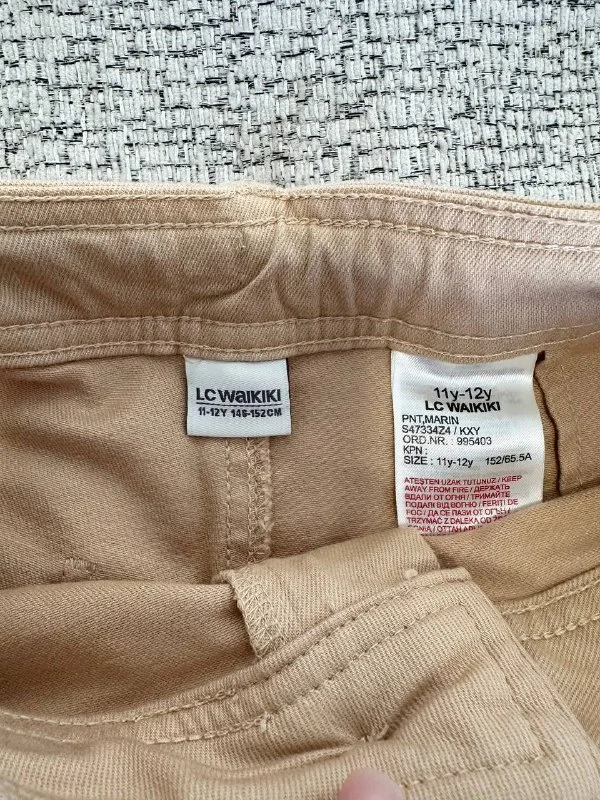 LC WAIKIKI
11-12Y 146-152CM
11y-12y
LC WAIKIKI
PNT,MARIN
S47334Z4 / KXY
ORD.NR. : 995403
KPN :
SIZE : 11y-12y 152/65.5A
ATEŞTEN UZAK TUTUNUZ / KEEP
AWAY FROM FIRE / ДЕРЖАТЬ
ВДАЛИ ОТ ОГНЯ / ТРИМАЙТЕ
ПОДАЛІ ВІД ВОГНЮ / FERIȚI DE
FOC / ДА СЕ ПАЗИ ОТ ОГЪН /
TRZYMAĆ Z DALEKA OD